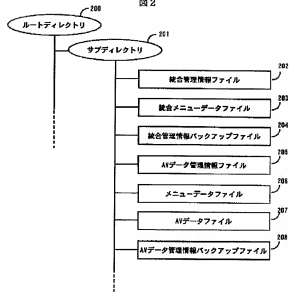 図2
200
ルートディレクトリ
201
サブディレクトリ
202
統合管理情報ファイル
203
統合メニューデータファイル
204
統合管理情報バックアップファイル
205
AVデータ管理情報ファイル
206
メニューデータファイル
207
AVデータファイル
208
AVデータ管理情報バックアップファイル